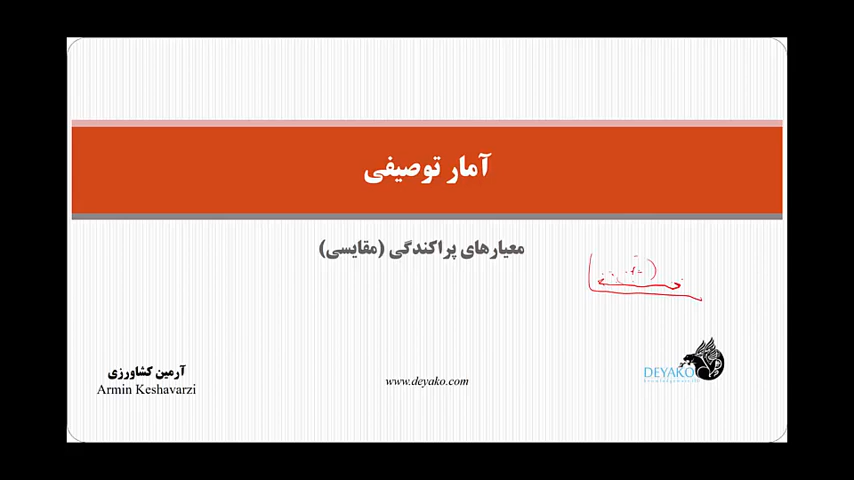 آمار توصیفی
معیارهای پراکندگی (مقایسی)
آرمین کشاورزی
Armin Keshavarzi
www.deyako.com
DEYAKO